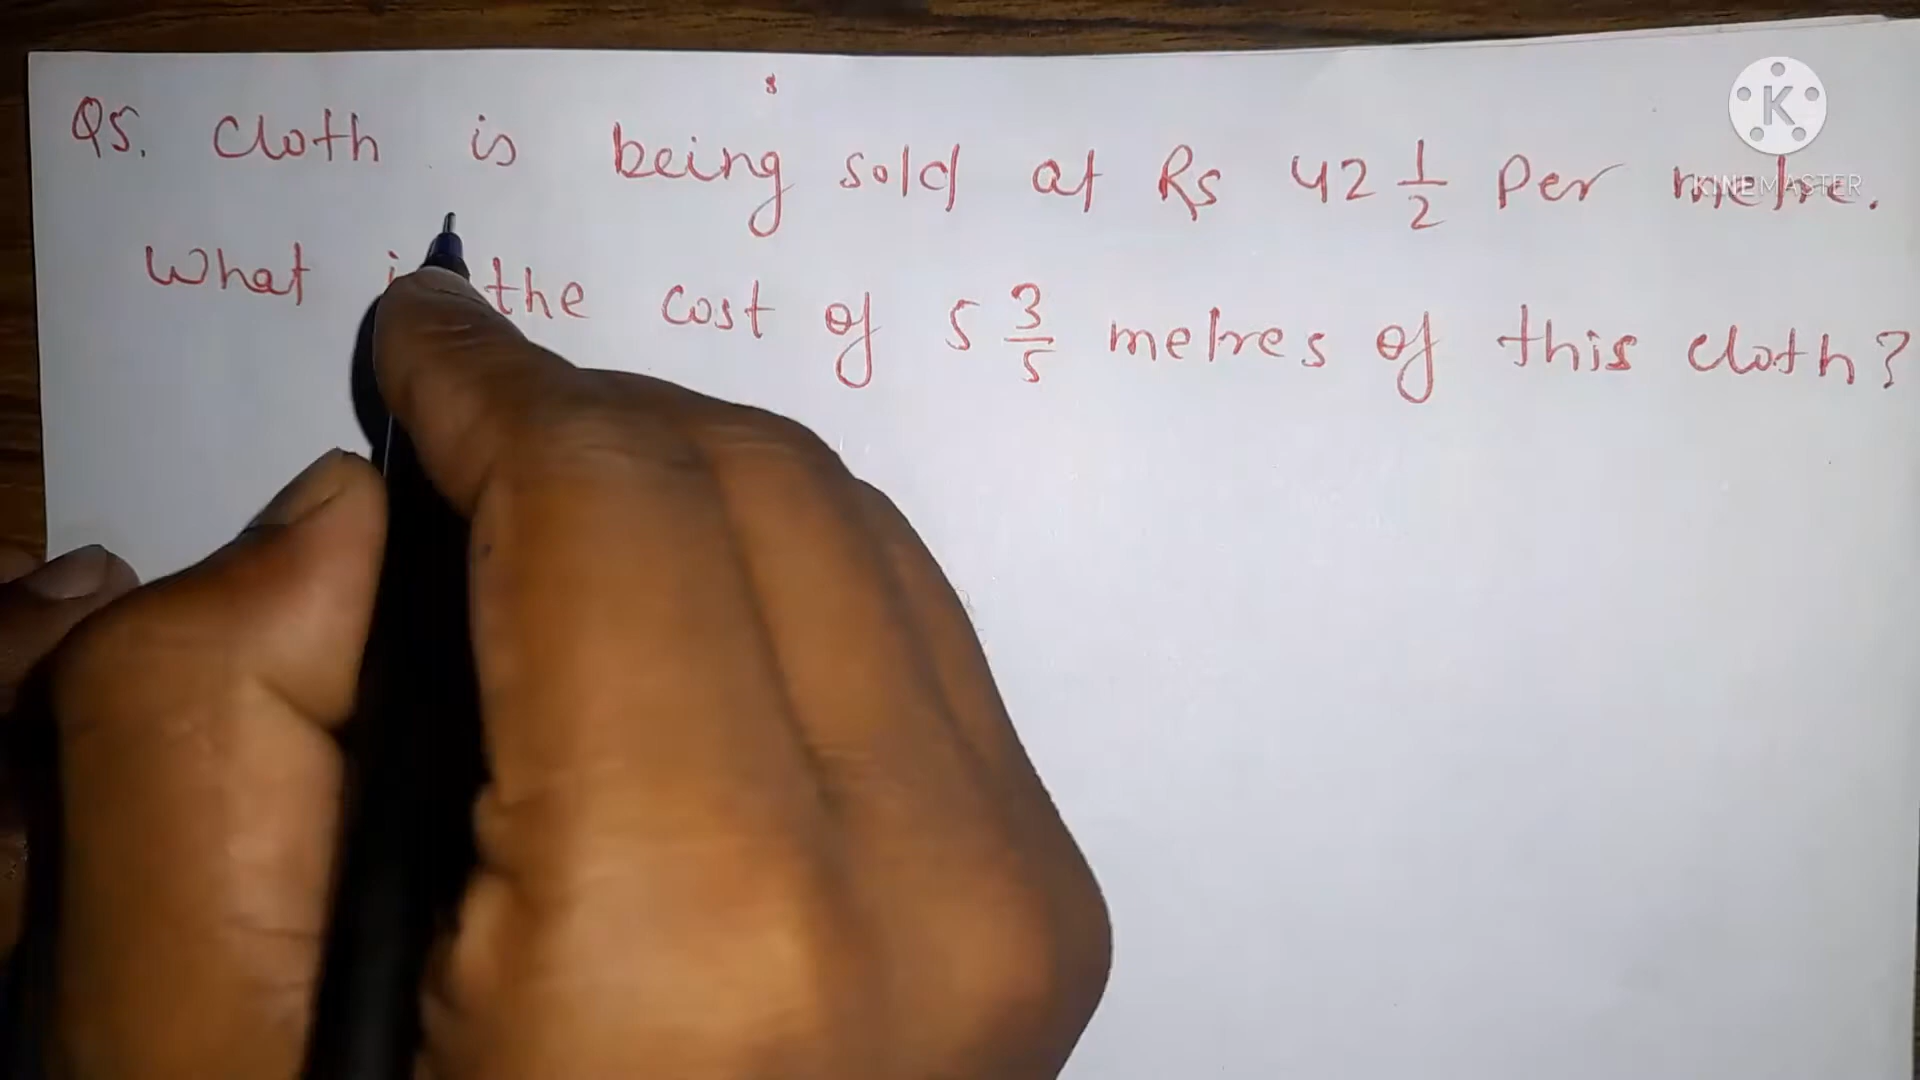 Q5. Cloth is being sold at Rs 42 1/2 Per metre.
What the cost of 5 3/5 metres of this cloth?
K
KINEMASTER